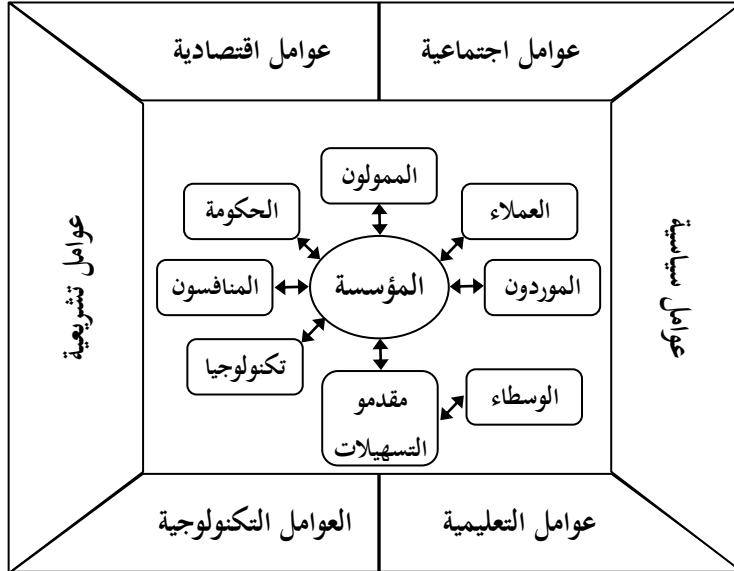 عوامل اجتماعية
عوامل اقتصادية
الممولون
العملاء
الحكومة
عوامل سياسية
المؤسسة
الموردون
المنافسون
عوامل تشريعية
تكنولوجيا
مقدمو
التسهيلات
الوسطاء
عوامل التعليمية
العوامل التكنولوجية